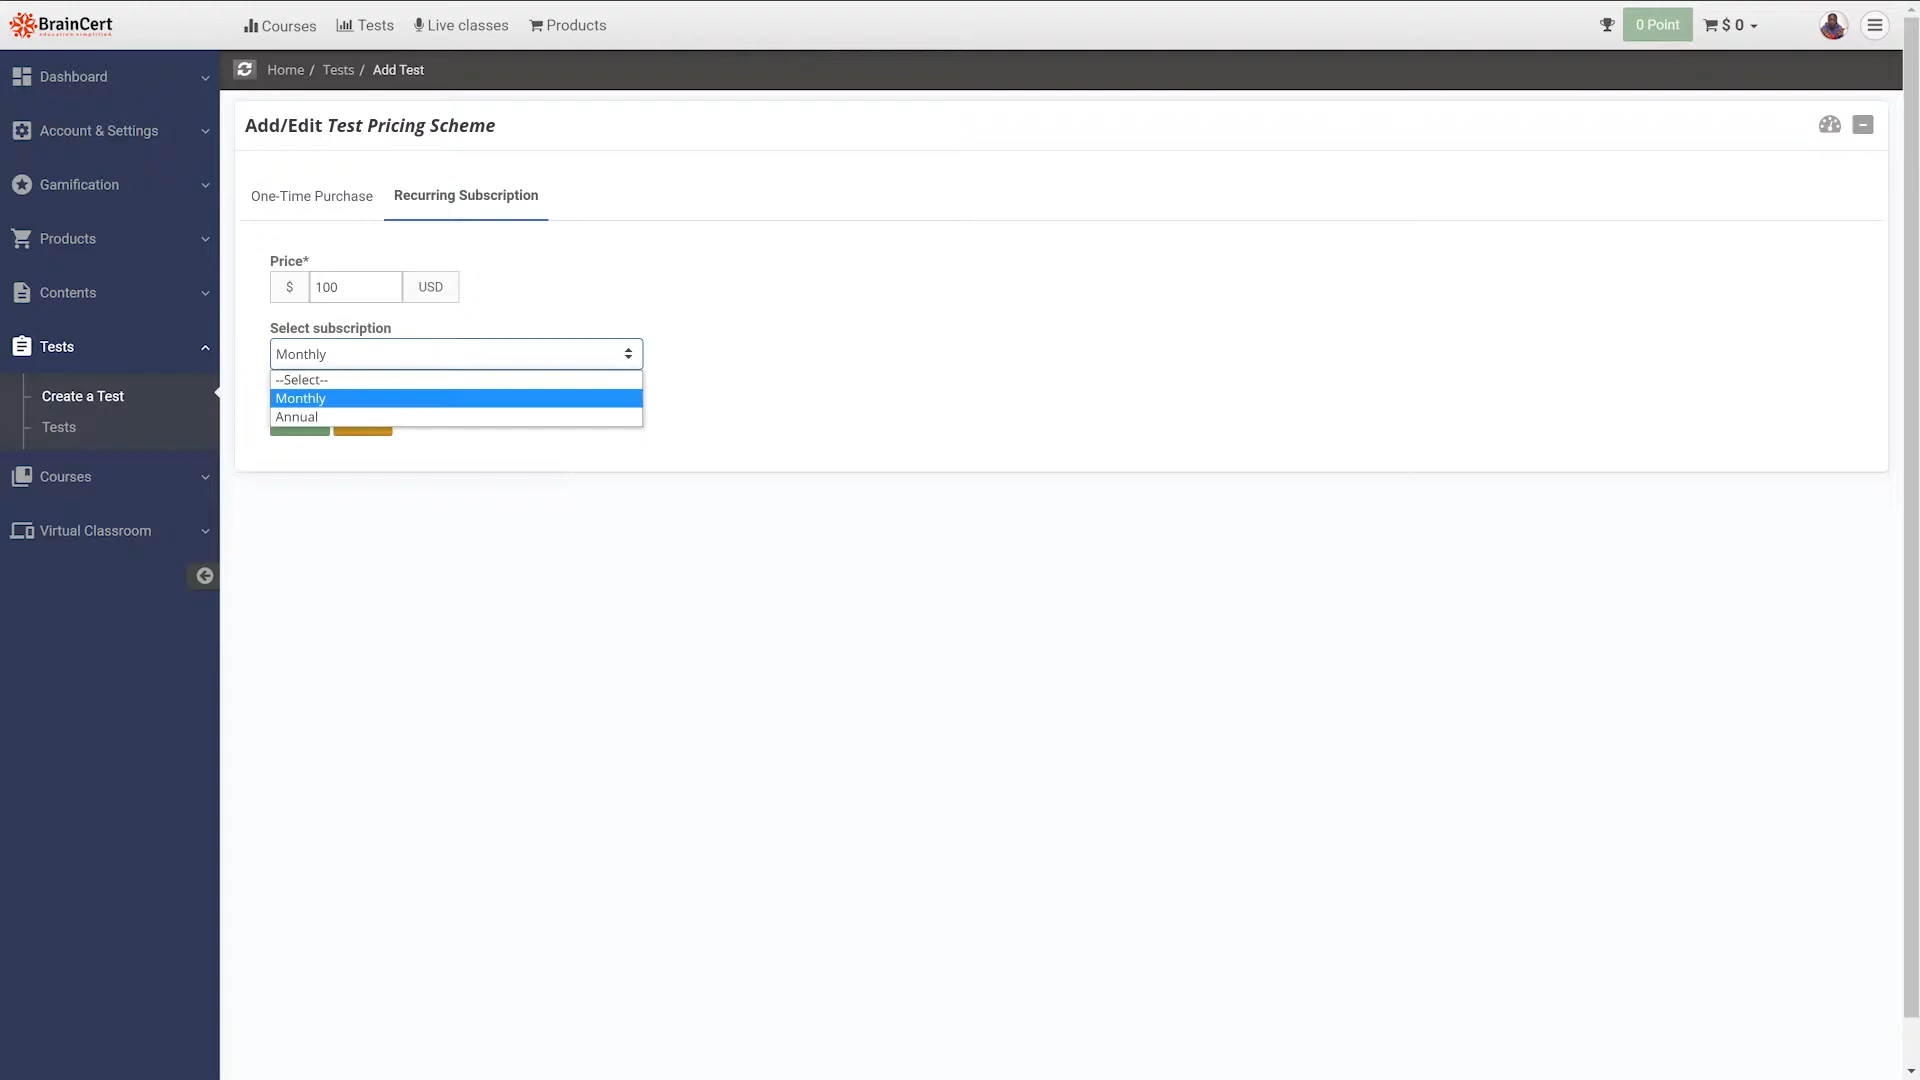 BrainCert
education simplified
Courses
Tests
Live classes
Products
0 Point
$ 0
Home / Tests / Add Test
Dashboard
Account & Settings
Gamification
Products
Contents
Tests
Create a Test
Tests
Courses
Virtual Classroom
Add/Edit Test Pricing Scheme
One-Time Purchase
Recurring Subscription
Price*
$ 100 USD
Select subscription
Monthly
--Select--
Monthly
Annual